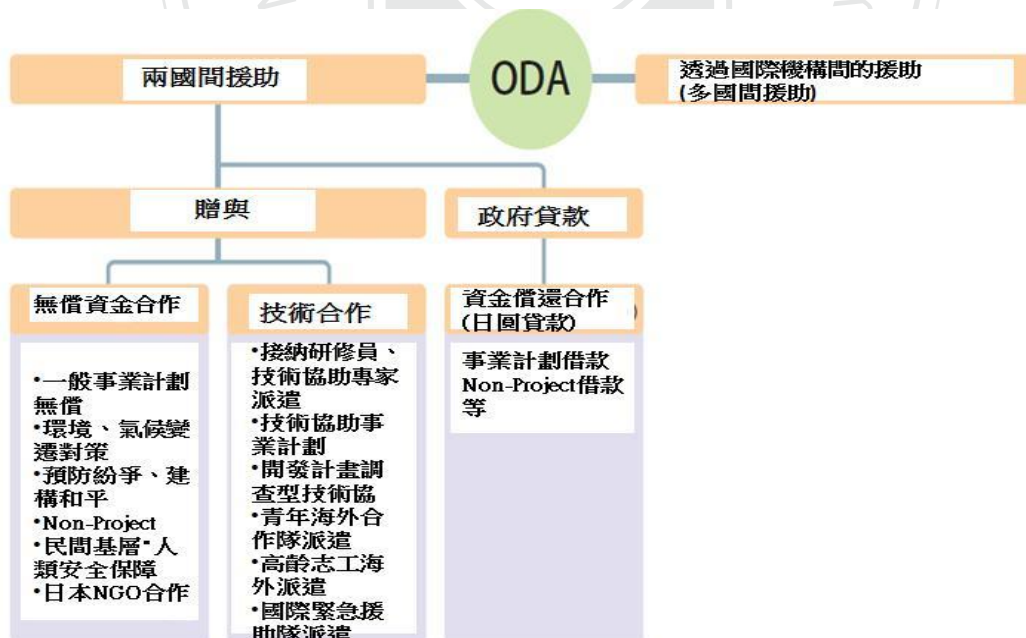 兩國間援助
ODA
透過國際機構間的援助
(多國間援助)
贈與
政府貸款
無償資金合作
•一般事業計劃
無償
•環境、氣候變
遷對策
•預防紛爭、建
構和平
•Non-Project
•民間基層•人
類安全保障
•日本NGO合作
技術合作
•接納研修員、
技術協助專家
派遣
•技術協助事
業計劃
•開發計畫調
查型技術協
•青年海外合
作隊派遣
•高齡志工海
外派遣
•國際緊急援
助隊派遣
資金償還合作
(日圓貸款)
事業計劃借款
Non-Project借款
等